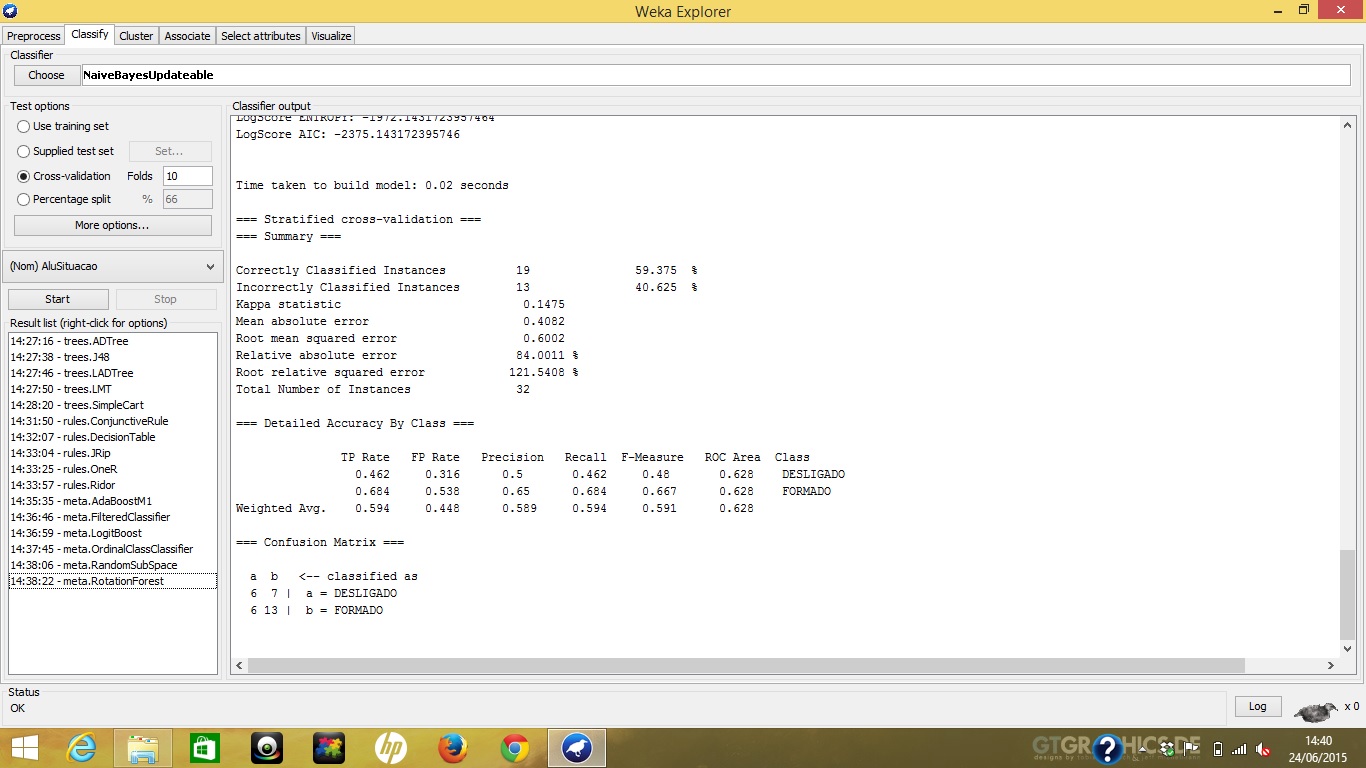 Weka Explorer
Preprocess Classify Cluster Associate Select attributes Visualize
Classifier
Choose NaiveBayesUpdateable
Test options
Use training set
Supplied test set Set...
Cross-validation Folds 10
Percentage split % 66
More options...
(Nom) AluSituacao
Start Stop
Result list (right-click for options)
14:27:16 - trees.ADTree
14:27:38 - trees.J48
14:27:46 - trees.LADTree
14:27:50 - trees.LMT
14:28:20 - trees.SimpleCart
14:31:50 - rules.ConjunctiveRule
14:32:07 - rules.DecisionTable
14:33:04 - rules.JRip
14:33:25 - rules.OneR
14:33:57 - rules.Ridor
14:35:35 - meta.AdaBoostM1
14:36:46 - meta.FilteredClassifier
14:36:59 - meta.LogitBoost
14:37:45 - meta.OrdinalClassClassifier
14:38:06 - meta.RandomSubSpace
14:38:22 - meta.RotationForest
Classifier output
LogScore ENTROPY: -1972.1431723957464
LogScore AIC: -2375.143172395746
Time taken to build model: 0.02 seconds
=== Stratified cross-validation ===
=== Summary ===
Correctly Classified Instances 19 59.375 %
Incorrectly Classified Instances 13 40.625 %
Kappa statistic 0.1475
Mean absolute error 0.4082
Root mean squared error 0.6002
Relative absolute error 84.0011 %
Root relative squared error 121.5408 %
Total Number of Instances 32
=== Detailed Accuracy By Class ===
TP Rate FP Rate Precision Recall F-Measure ROC Area Class
0.462 0.316 0.5 0.462 0.48 0.628 DESLIGADO
0.684 0.538 0.65 0.684 0.667 0.628 FORMADO
Weighted Avg. 0.594 0.448 0.589 0.594 0.591 0.628
=== Confusion Matrix ===
a b <-- classified as
6 7 | a = DESLIGADO
6 13 | b = FORMADO
Status
OK
Log x 0
hp
designs by
14:40
24/06/2015